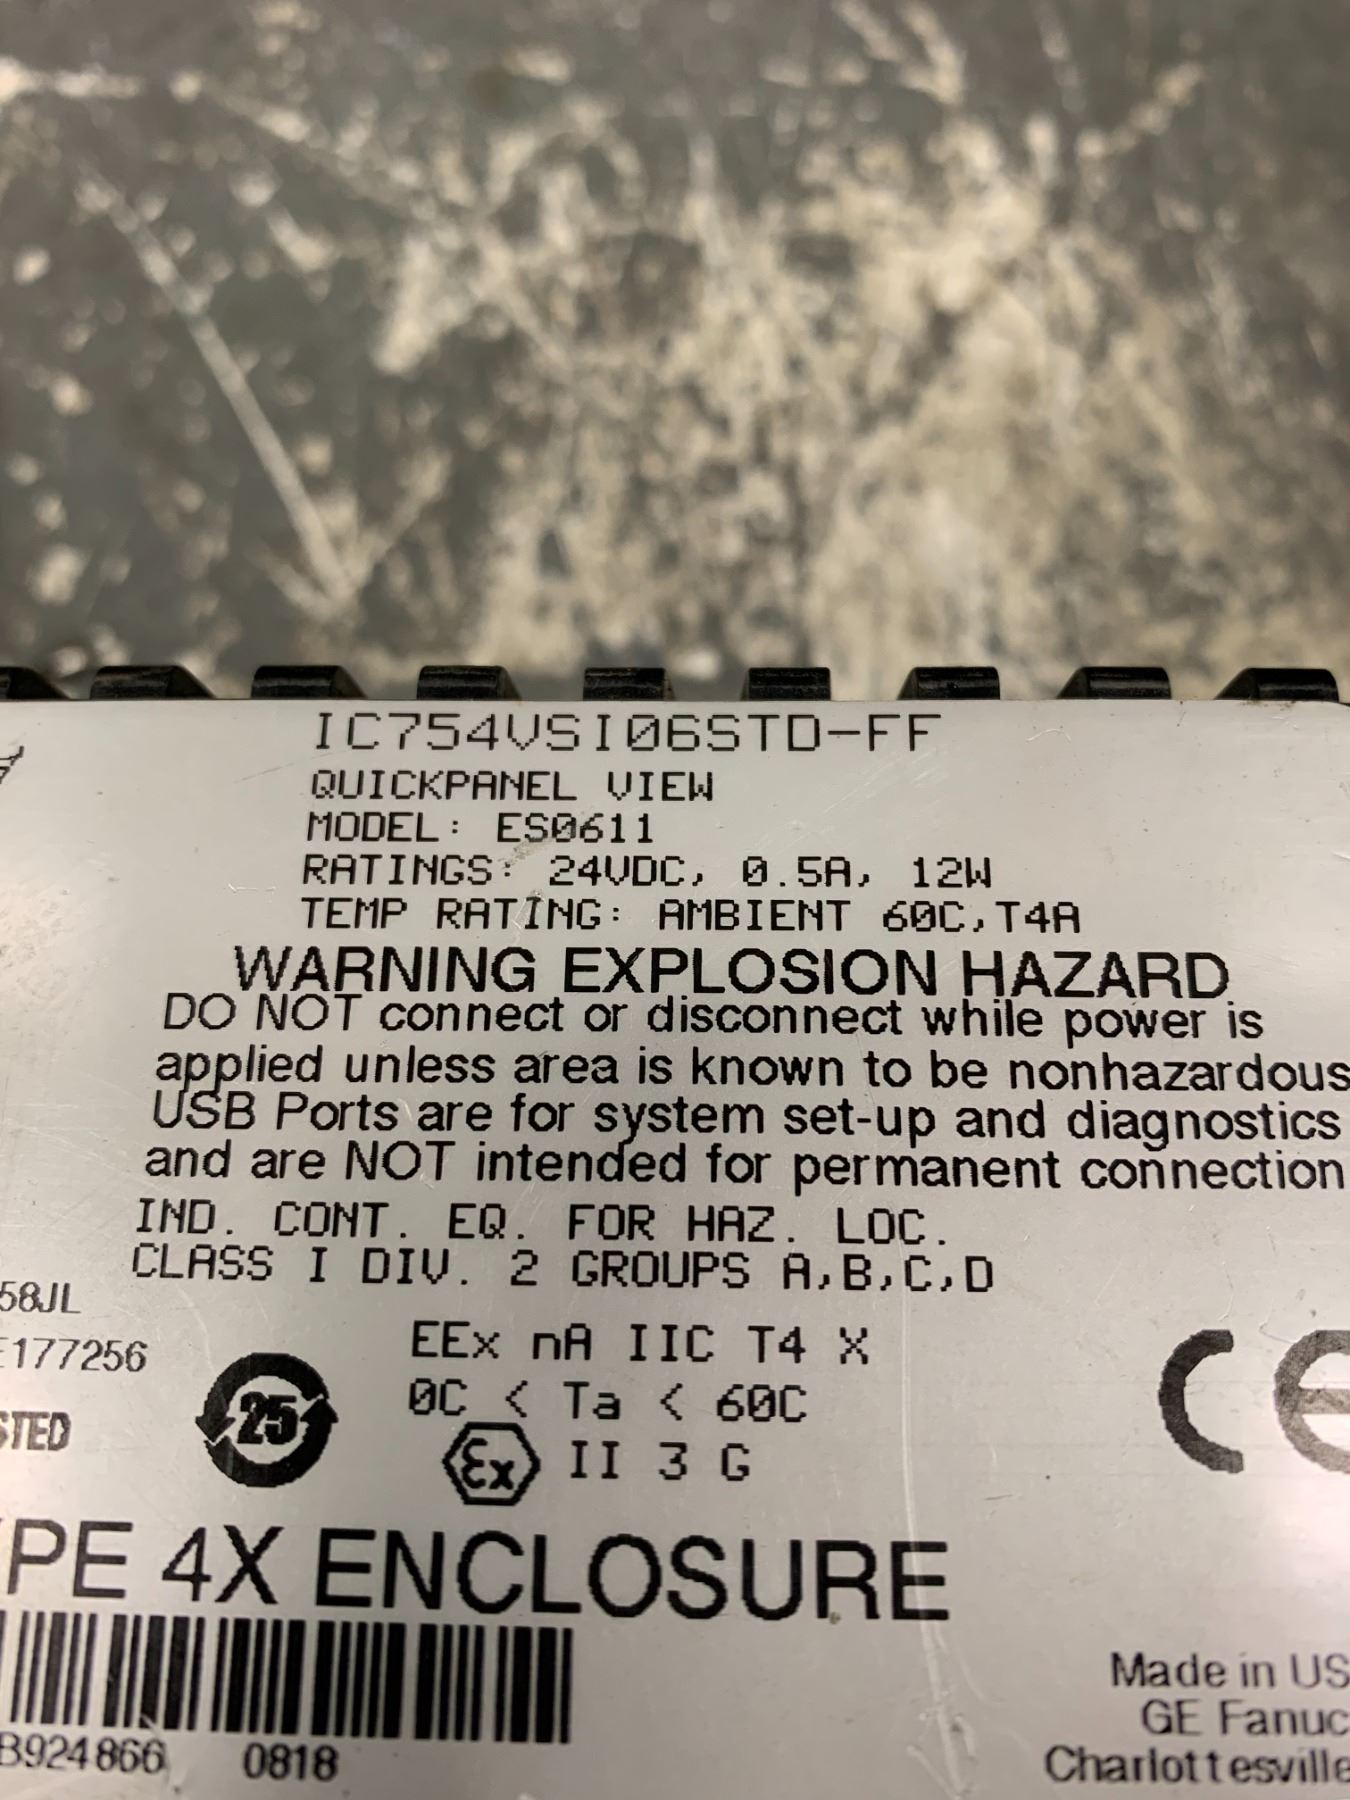 IC754VSI06STD-FF
QUICKPANEL VIEW
MODEL: ES0611
RATINGS: 24VDC, 0.5A, 12W
TEMP RATING: AMBIENT 60C,T4A
WARNING EXPLOSION HAZARD
DO NOT connect or disconnect while power is
applied unless area is known to be nonhazardous
USB Ports are for system set-up and diagnostics
and are NOT intended for permanent connection
IND. CONT. EQ. FOR HAZ. LOC.
CLASS I DIV. 2 GROUPS A,B,C,D
58JL
E177256
STED
25
EEx nA IIC T4 X
0C < Ta < 60C
Ex II 3 G
CE
YPE 4X ENCLOSURE
B924866 0818
Made in US
GE Fanuc
Charlottesville